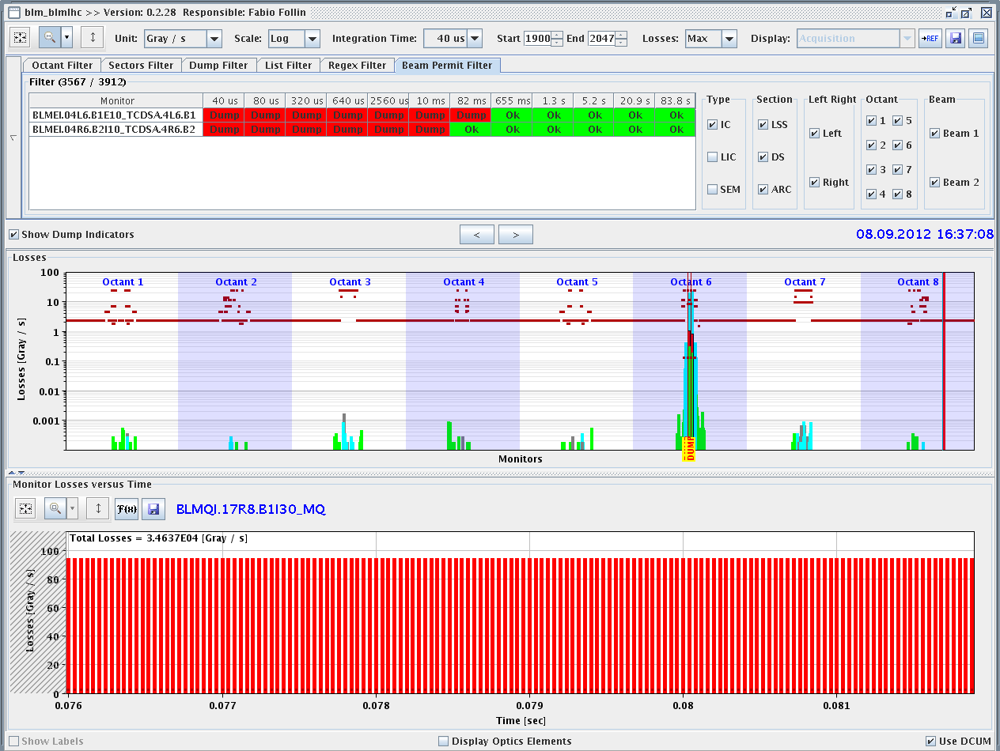 blm_blmlhc >> Version: 0.2.28 Responsible: Fabio Follin
Unit: Gray / s Scale: Log Integration Time: 40 us Start 1900 End 2047 Losses: Max Display: Acquisition →REF
Octant Filter Sectors Filter Dump Filter List Filter Regex Filter Beam Permit Filter
Filter (3567 / 3912)
Monitor 40 us 80 us 320 us 640 us 2560 us 10 ms 82 ms 655 ms 1.3 s 5.2 s 20.9 s 83.8 s
BLMEI.04L6.B1E10_TCDSA.4L6.B1 Dump Dump Dump Dump Dump Dump Dump Ok Ok Ok Ok Ok
BLMEI.04R6.B2I10_TCDSA.4R6.B2 Dump Dump Dump Dump Dump Dump Ok Ok Ok Ok Ok Ok
Type Section Left Right Octant Beam
IC LSS Left 1 5 Beam 1
LIC DS 2 6
SEM ARC Right 3 7 Beam 2
4 8
Show Dump Indicators < > 08.09.2012 16:37:08
Losses
Octant 1 Octant 2 Octant 3 Octant 4 Octant 5 Octant 6 Octant 7 Octant 8
100
10
1
0.1
0.01
0.001
Losses [Gray / s]
DUMP
Monitors
Monitor Losses versus Time
F(x) BLMQI.17R8.B1I30_MQ
Total Losses = 3.4637E04 [Gray / s]
100
80
60
40
20
0
Losses [Gray / s]
0.076 0.077 0.078 0.079 0.08 0.081
Time [sec]
Show Labels Display Optics Elements Use DCUM